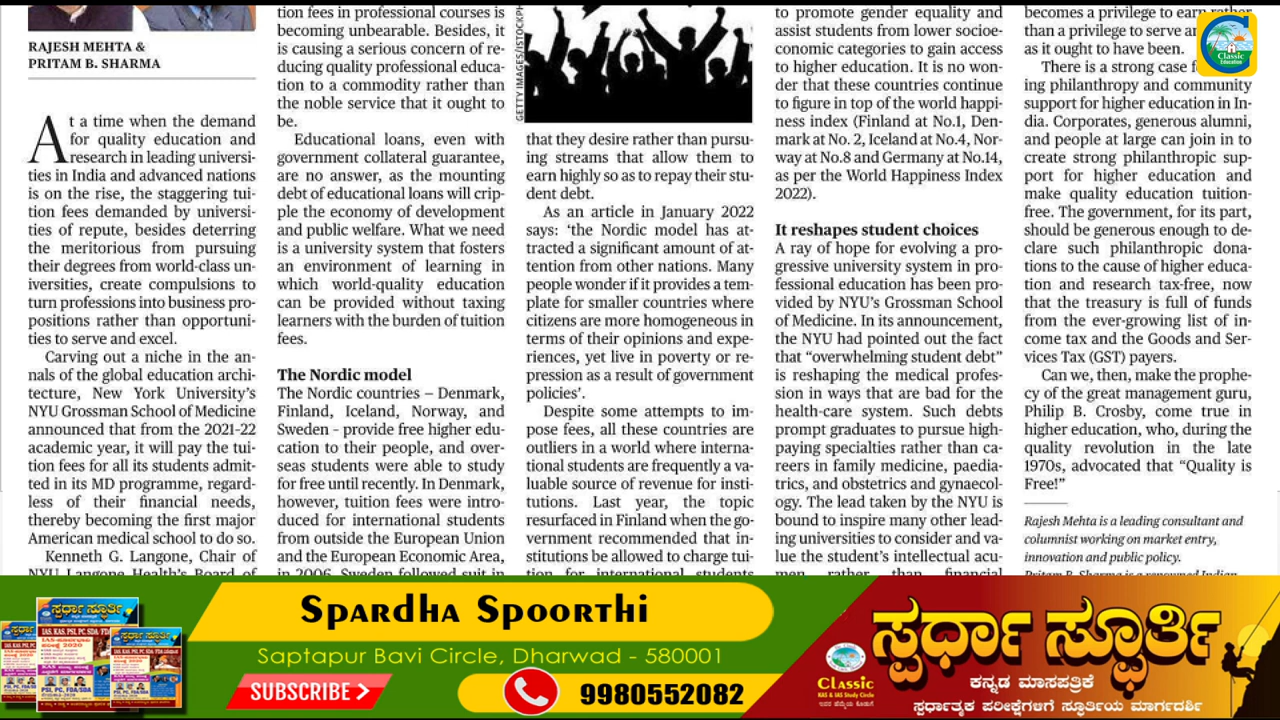 RAJESH MEHTA &
PRITAM B. SHARMA
At a time when the demand
for quality education and
research in leading universi-
ties in India and advanced nations
is on the rise, the staggering tui-
tion fees demanded by universi-
ties of repute, besides deterring
the meritorious from pursuing
their degrees from world-class un-
iversities, create compulsions to
turn professions into business pro-
positions rather than opportuni-
ties to serve and excel.
Carving out a niche in the an-
nals of the global education archi-
tecture, New York University's
NYU Grossman School of Medicine
announced that from the 2021-22
academic year, it will pay the tui-
tion fees for all its students admit-
ted in its MD programme, regard-
less of their financial needs,
thereby becoming the first major
American medical school to do so.
Kenneth G. Langone, Chair of
NYU Langone Health's Board of
tion fees in professional courses is
becoming unbearable. Besides, it
is causing a serious concern of re-
ducing quality professional educa-
tion to a commodity rather than
the noble service that it ought to
be.
Educational loans, even with
government collateral guarantee,
are no answer, as the mounting
debt of educational loans will crip-
ple the economy of development
and public welfare. What we need
is a university system that fosters
an environment of learning in
which world-quality education
can be provided without taxing
learners with the burden of tuition
fees.
The Nordic model
The Nordic countries – Denmark,
Finland, Iceland, Norway, and
Sweden – provide free higher edu-
cation to their people, and over-
seas students were able to study
for free until recently. In Denmark,
however, tuition fees were intro-
duced for international students
from outside the European Union
and the European Economic Area,
in 2006. Sweden followed suit in
GETTY IMAGES/ISTOCKPH
that they desire rather than pursu-
ing streams that allow them to
earn highly so as to repay their stu-
dent debt.
As an article in January 2022
says: 'the Nordic model has at-
tracted a significant amount of at-
tention from other nations. Many
people wonder if it provides a tem-
plate for smaller countries where
citizens are more homogeneous in
terms of their opinions and expe-
riences, yet live in poverty or re-
pression as a result of government
policies'.
Despite some attempts to im-
pose fees, all these countries are
outliers in a world where interna-
tional students are frequently a va-
luable source of revenue for insti-
tutions. Last year, the topic
resurfaced in Finland when the go-
vernment recommended that in-
stitutions be allowed to charge tui-
tion for international students
to promote gender equality and
assist students from lower socioe-
conomic categories to gain access
to higher education. It is no won-
der that these countries continue
to figure in top of the world happi-
ness index (Finland at No.1, Den-
mark at No. 2, Iceland at No.4, Nor-
way at No.8 and Germany at No.14,
as per the World Happiness Index
2022).
It reshapes student choices
A ray of hope for evolving a pro-
gressive university system in pro-
fessional education has been pro-
vided by NYU's Grossman School
of Medicine. In its announcement,
the NYU had pointed out the fact
that "overwhelming student debt"
is reshaping the medical profes-
sion in ways that are bad for the
health-care system. Such debts
prompt graduates to pursue high-
paying specialties rather than ca-
reers in family medicine, paedia-
trics, and obstetrics and gynaecol-
ogy. The lead taken by the NYU is
bound to inspire many other lead-
ing universities to consider and va-
lue the student's intellectual acu-
men rather than financial
becomes a privilege to earn rather
than a privilege to serve an
as it ought to have been.
There is a strong case f
ing philanthropy and community
support for higher education in In-
dia. Corporates, generous alumni,
and people at large can join in to
create strong philanthropic sup-
port for higher education and
make quality education tuition-
free. The government, for its part,
should be generous enough to de-
clare such philanthropic dona-
tions to the cause of higher educa-
tion and research tax-free, now
that the treasury is full of funds
from the ever-growing list of in-
come tax and the Goods and Ser-
vices Tax (GST) payers.
Can we, then, make the prophe-
cy of the great management guru,
Philip B. Crosby, come true in
higher education, who, during the
quality revolution in the late
1970s, advocated that "Quality is
Free!"
Rajesh Mehta is a leading consultant and
columnist working on market entry,
innovation and public policy.
Pritam B. Sharma is a renowned Indian
Classic
Education
Spardha Spoorthi
Saptapur Bavi Circle, Dharwad - 580001
SUBSCRIBE
9980552082
ಸ್ಪರ್ಧಾ ಸ್ಫೂರ್ತಿ
ಕನ್ನಡ ಮಾಸಪತ್ರಿಕೆ
ಸ್ಪರ್ಧಾತ್ಮಕ ಪರೀಕ್ಷೆಗಳಿಗೆ ಸ್ಫೂರ್ತಿಯ ಮಾರ್ಗದರ್ಶಿ
Classic
KAS & IAS Study Circle
ಸ್ಪರ್ಧಾ ಸ್ಫೂರ್ತಿ